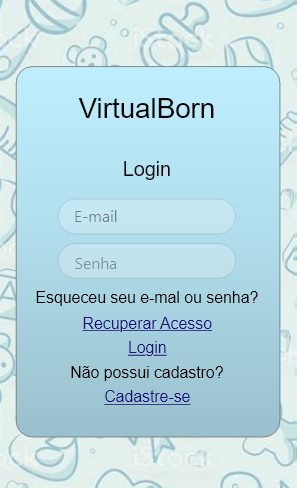 iStock
VirtualBorn
Login
E-mail
Senha
Esqueceu seu e-mal ou senha?
Recuperar Acesso
Login
Não possui cadastro?
Cadastre-se
iStock